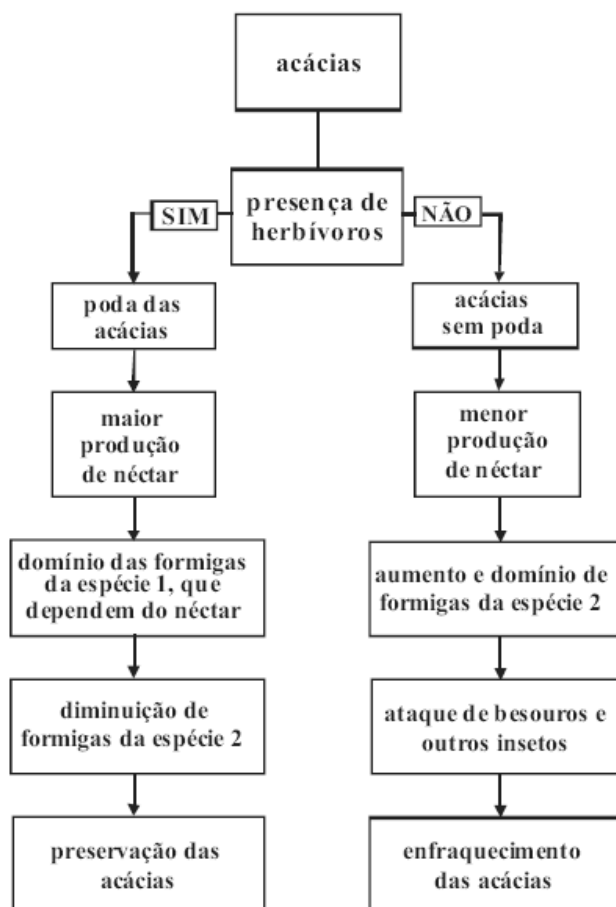 acácias
presença de
herbívoros
SIM
NÃO
poda das
acácias
acácias
sem poda
maior
produção
de néctar
menor
produção
de néctar
domínio das formigas
da espécie 1, que
dependem do néctar
aumento e domínio de
formigas da espécie 2
diminuição de
formigas da espécie 2
ataque de besouros e
outros insetos
preservação das
acácias
enfraquecimento
das acácias